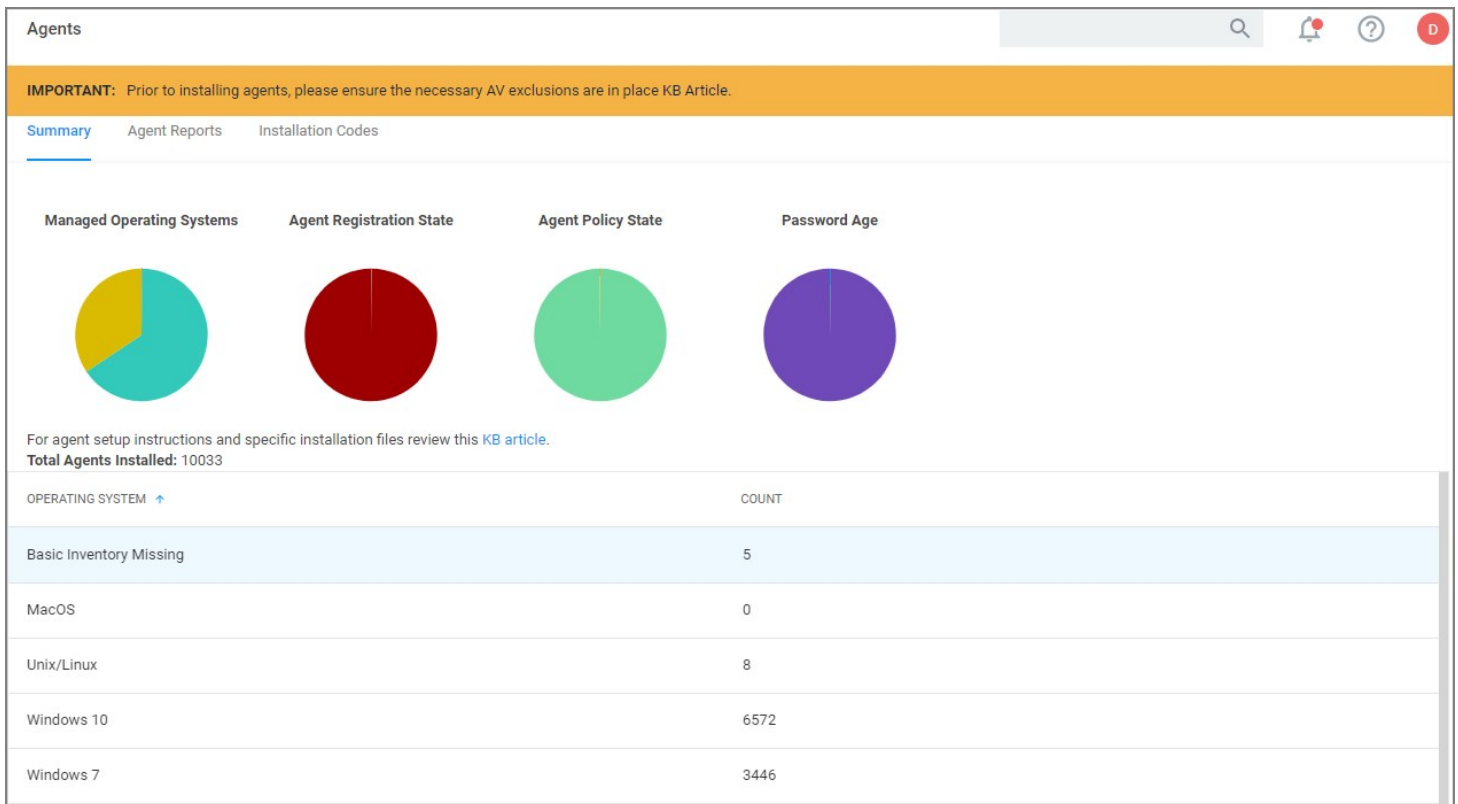 Agents
D
IMPORTANT: Prior to installing agents, please ensure the necessary AV exclusions are in place KB Article.
Summary Agent Reports Installation Codes
Managed Operating Systems Agent Registration State Agent Policy State Password Age
For agent setup instructions and specific installation files review this KB article.
Total Agents Installed: 10033
OPERATING SYSTEM ↑ COUNT
Basic Inventory Missing 5
MacOS 0
Unix/Linux 8
Windows 10 6572
Windows 7 3446